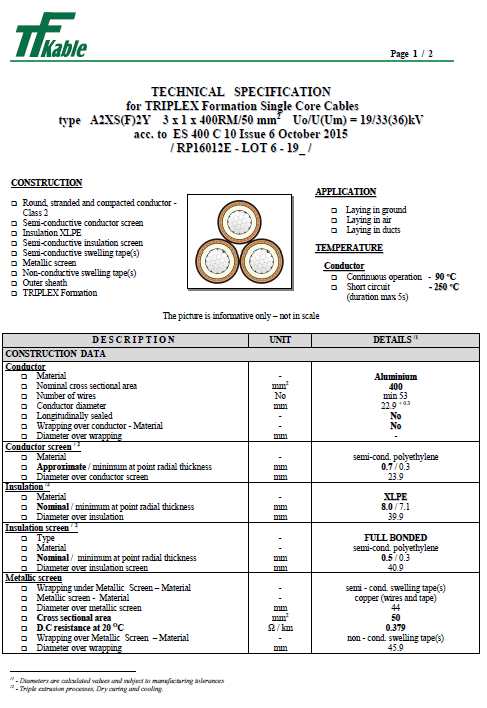 TF Kable
Page 1 / 2
TECHNICAL SPECIFICATION
for TRIPLEX Formation Single Core Cables
type A2XS(F)2Y 3 x 1 x 400RM/50 mm² Uo/U(Um) = 19/33(36)kV
acc. to ES 400 C 10 Issue 6 October 2015
/ RP16012E - LOT 6 - 19_ /
CONSTRUCTION
❑ Round, stranded and compacted conductor -
Class 2
❑ Semi-conductive conductor screen
❑ Insulation XLPE
❑ Semi-conductive insulation screen
❑ Semi-conductive swelling tape(s)
❑ Metallic screen
❑ Non-conductive swelling tape(s)
❑ Outer sheath
❑ TRIPLEX Formation
APPLICATION
❑ Laying in ground
❑ Laying in air
❑ Laying in ducts
TEMPERATURE
Conductor
❑ Continuous operation - 90 °C
❑ Short circuit - 250 °C
(duration max 5s)
The picture is informative only – not in scale
DESCRIPTION UNIT DETAILS /1
CONSTRUCTION DATA
Conductor
❑ Material - Aluminium
❑ Nominal cross sectional area mm² 400
❑ Number of wires No min 53
❑ Conductor diameter mm 22.9 + 0.3
❑ Longitudinally sealed - No
❑ Wrapping over conductor - Material - No
❑ Diameter over wrapping mm -
Conductor screen / 2
❑ Material - semi-cond. polyethylene
❑ Approximate / minimum at point radial thickness mm 0.7 / 0.3
❑ Diameter over conductor screen mm 23.9
Insulation /2
❑ Material - XLPE
❑ Nominal / minimum at point radial thickness mm 8.0 / 7.1
❑ Diameter over insulation mm 39.9
Insulation screen / 2
❑ Type - FULL BONDED
❑ Material - semi-cond. polyethylene
❑ Nominal / minimum at point radial thickness mm 0.5 / 0.3
❑ Diameter over insulation screen mm 40.9
Metallic screen
❑ Wrapping under Metallic Screen – Material - semi - cond. swelling tape(s)
❑ Metallic screen - Material - copper (wires and tape)
❑ Diameter over metallic screen mm 44
❑ Cross sectional area mm² 50
❑ D.C resistance at 20 °C Ω / km 0.379
❑ Wrapping over Metallic Screen – Material - non - cond. swelling tape(s)
❑ Diameter over wrapping mm 45.9
/1 - Diameters are calculated values and subject to manufacturing tolerances
/2 - Triple extrusion processes, Dry curing and cooling.